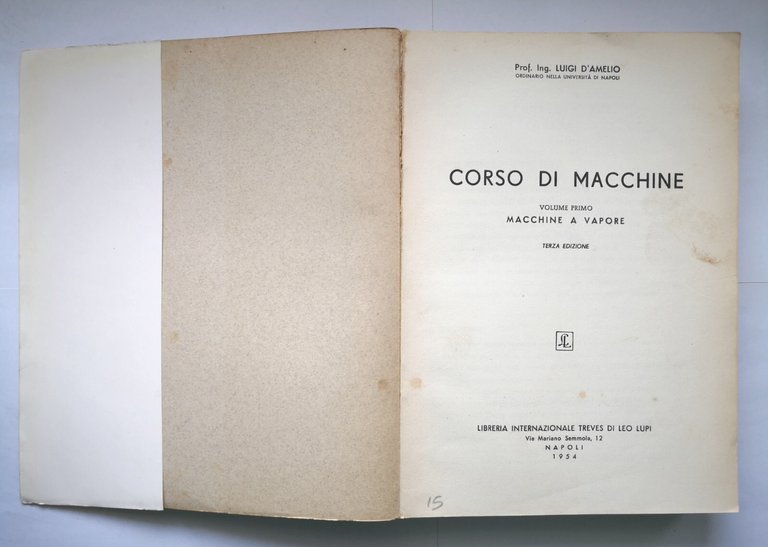 Prof. Ing. LUIGI D'AMELIO
ORDINARIO NELLA UNIVERSITÀ DI NAPOLI
CORSO DI MACCHINE
VOLUME PRIMO
MACCHINE A VAPORE
TERZA EDIZIONE
LIBRERIA INTERNAZIONALE TREVES DI LEO LUPI
Via Mariano Semmola, 12
NAPOLI
1954
15